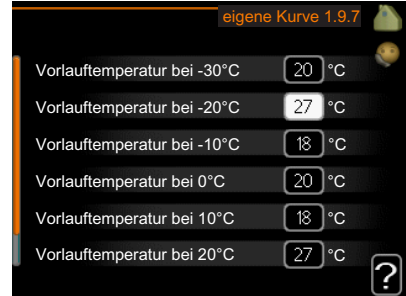 eigene Kurve 1.9.7
Vorlauftemperatur bei -30°C 20 °C
Vorlauftemperatur bei -20°C 27 °C
Vorlauftemperatur bei -10°C 18 °C
Vorlauftemperatur bei 0°C 20 °C
Vorlauftemperatur bei 10°C 18 °C
Vorlauftemperatur bei 20°C 27 °C
?